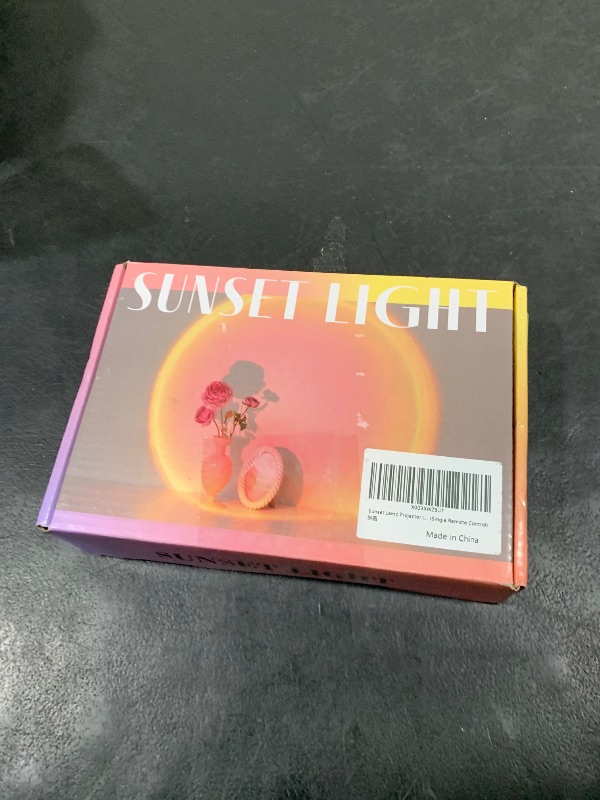 SUNSET LIGHT
Sunset Lamp Projector L... (Single Remote Control)
Made in China
SUNSET LIGHT